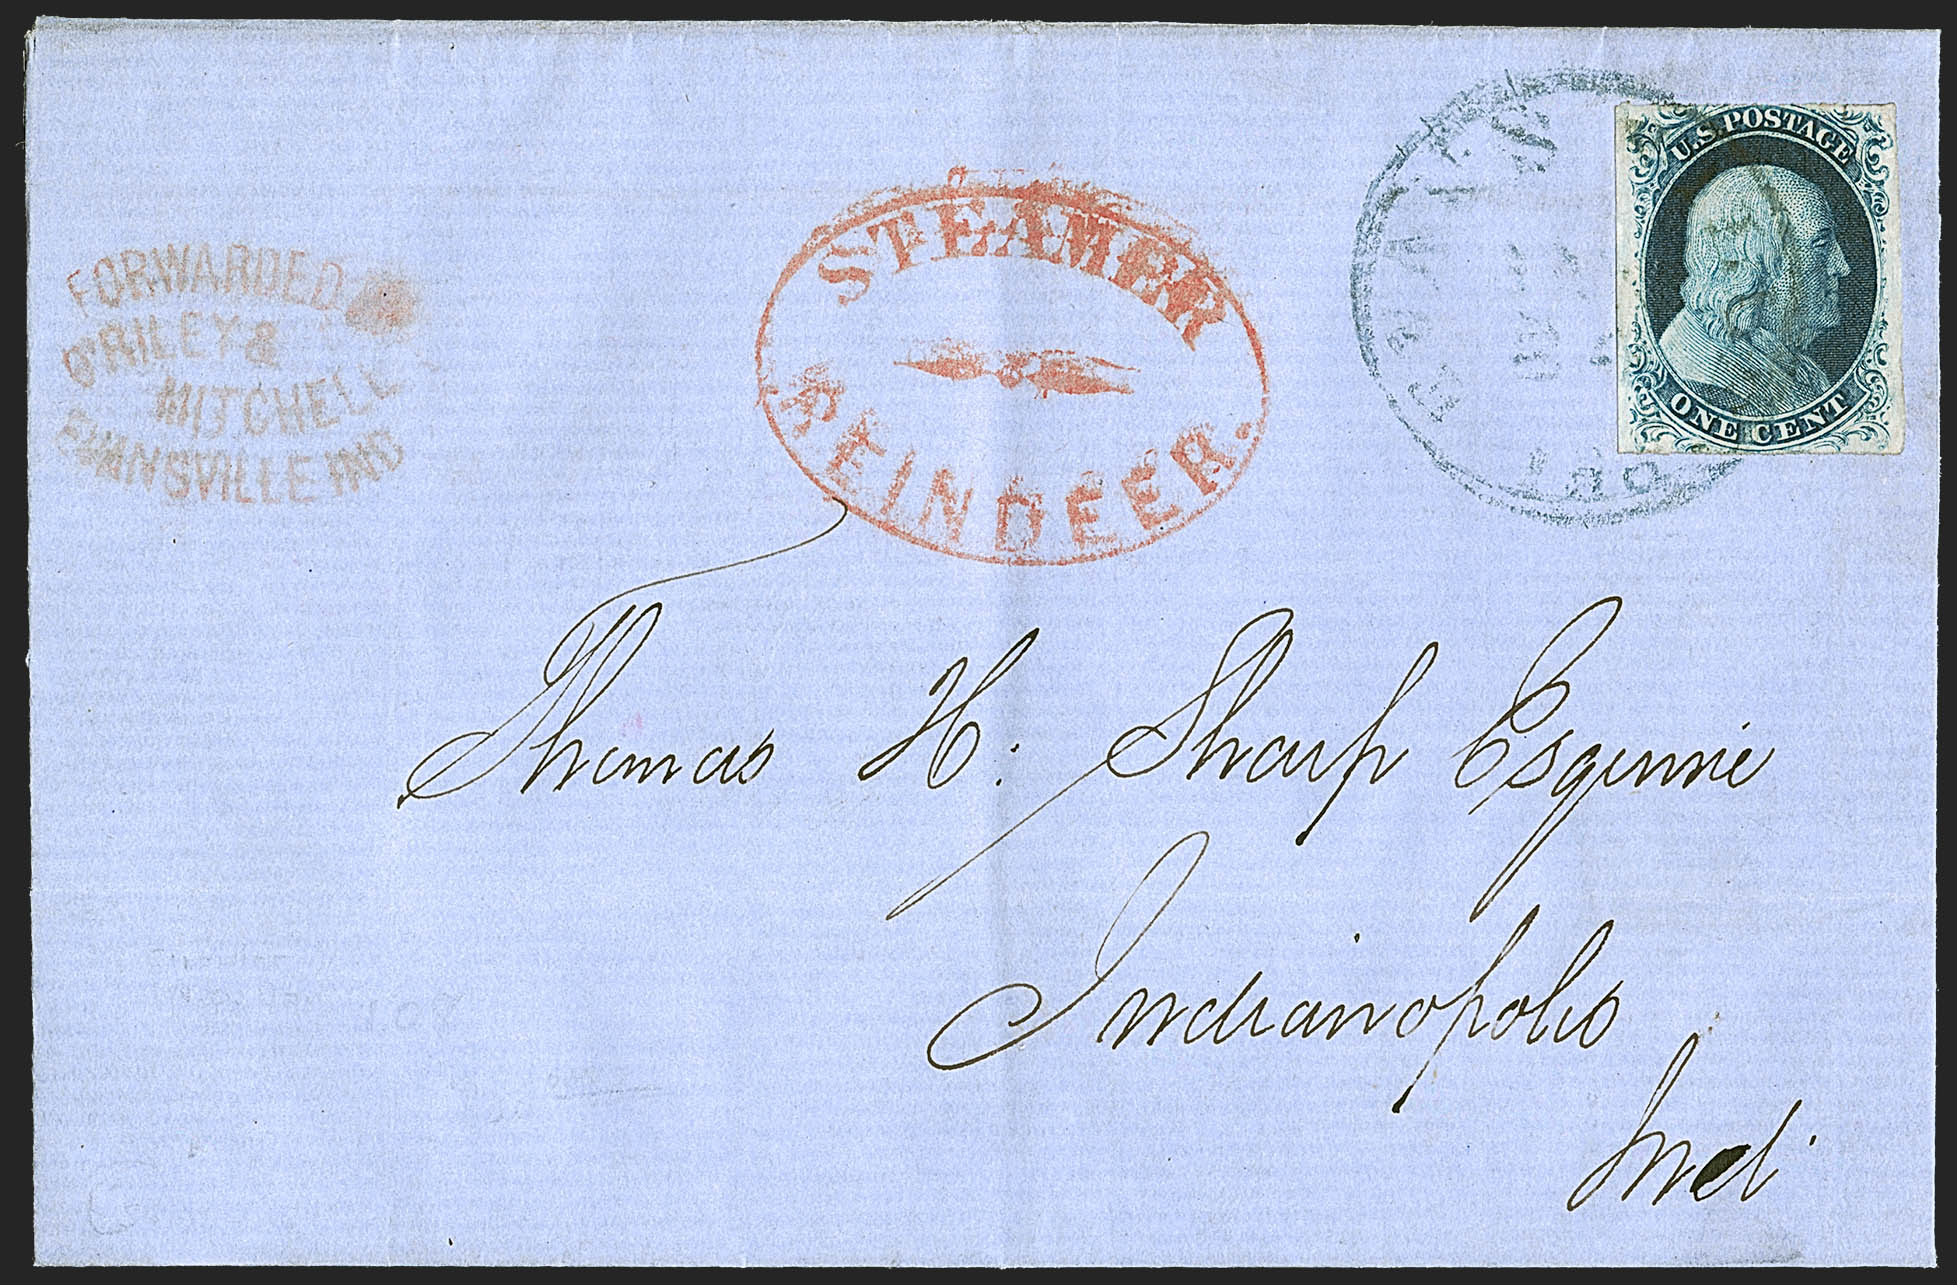 FORWARDED
O'RILEY &
MITCHELL
EVANSVILLE IND
STEAMER
REINDEER.
U.S. POSTAGE
ONE CENT
Thomas H. Sharp Esquire
Indianapolis
Ind